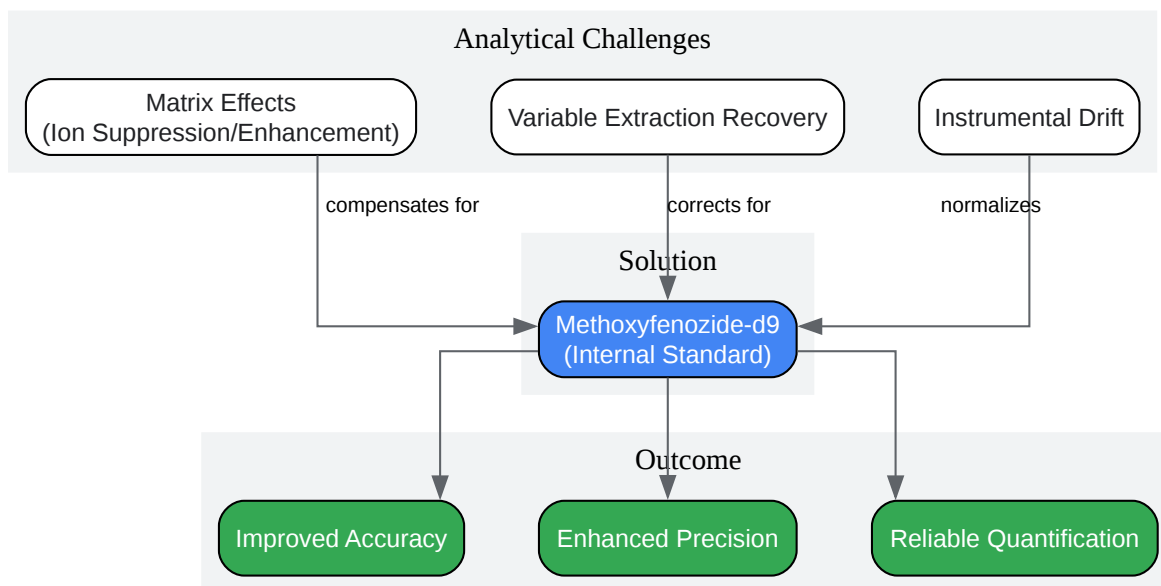 Analytical Challenges
Matrix Effects
(Ion Suppression/Enhancement)
Variable Extraction Recovery
Instrumental Drift
compensates for
corrects for
normalizes
Solution
Methoxyfenozide-d9
(Internal Standard)
Outcome
Improved Accuracy
Enhanced Precision
Reliable Quantification